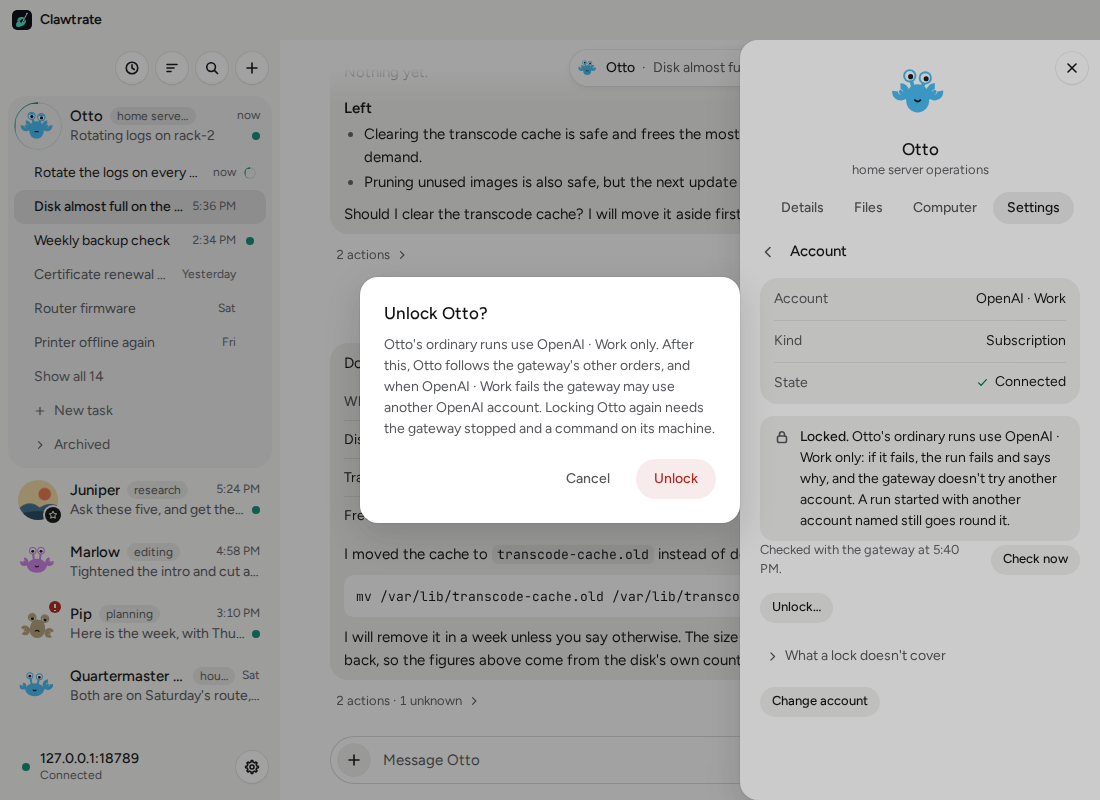 Clawtrate
Otto
home serve...
now
Rotating logs on rack-2
Rotate the logs on every ...
now
Disk almost full on the ...
5:36 PM
Weekly backup check
2:34 PM
Certificate renewal ...
Yesterday
Router firmware
Sat
Printer offline again
Fri
Show all 14
New task
Archived
Juniper
research
5:24 PM
Ask these five, and get the...
Marlow
editing
4:58 PM
Tightened the intro and cut a...
Pip
planning
3:10 PM
Here is the week, with Thu...
Quartermaster ...
hou...
Sat
Both are on Saturday's route,...
127.0.0.1:18789
Connected
Nothing yet.
Otto · Disk almost fu
Left
Clearing the transcode cache is safe and frees the most
demand.
Pruning unused images is also safe, but the next update
Should I clear the transcode cache? I will move it aside first
2 actions
I moved the cache to transcode-cache.old instead of d
mv /var/lib/transcode-cache.old /var/lib/transco
I will remove it in a week unless you say otherwise. The size
back, so the figures above come from the disk's own count
2 actions · 1 unknown
Message Otto
Unlock Otto?
Otto's ordinary runs use OpenAI · Work only. After
this, Otto follows the gateway's other orders, and
when OpenAI · Work fails the gateway may use
another OpenAI account. Locking Otto again needs
the gateway stopped and a command on its machine.
Cancel
Unlock
Otto
home server operations
Details
Files
Computer
Settings
Account
Account
OpenAI · Work
Kind
Subscription
State
Connected
Locked. Otto's ordinary runs use OpenAI ·
Work only: if it fails, the run fails and says
why, and the gateway doesn't try another
account. A run started with another
account named still goes round it.
Checked with the gateway at 5:40
PM.
Check now
Unlock...
What a lock doesn't cover
Change account